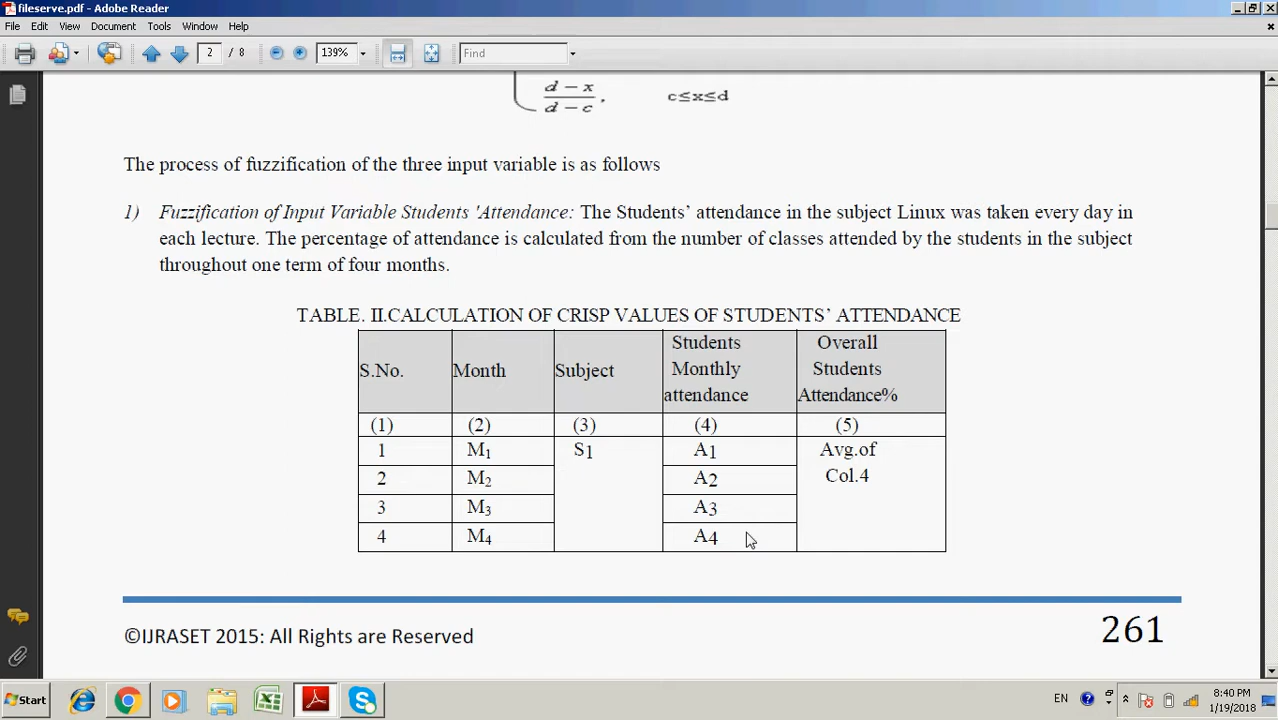 fileserve.pdf - Adobe Reader
File Edit View Document Tools Window Help
2 / 8 139% Find
d − x
d − c , c≤x≤d
The process of fuzzification of the three input variable is as follows
1) Fuzzification of Input Variable Students 'Attendance: The Students’ attendance in the subject Linux was taken every day in
each lecture. The percentage of attendance is calculated from the number of classes attended by the students in the subject
throughout one term of four months.
TABLE. II.CALCULATION OF CRISP VALUES OF STUDENTS’ ATTENDANCE
S.No. Month Subject Students Monthly attendance Overall Students Attendance%
(1) (2) (3) (4) (5)
1 M1 S1 A1 Avg.of
2 M2 A2 Col.4
3 M3 A3
4 M4 A4
©IJRASET 2015: All Rights are Reserved
261
Start EN 8:40 PM
1/19/2018